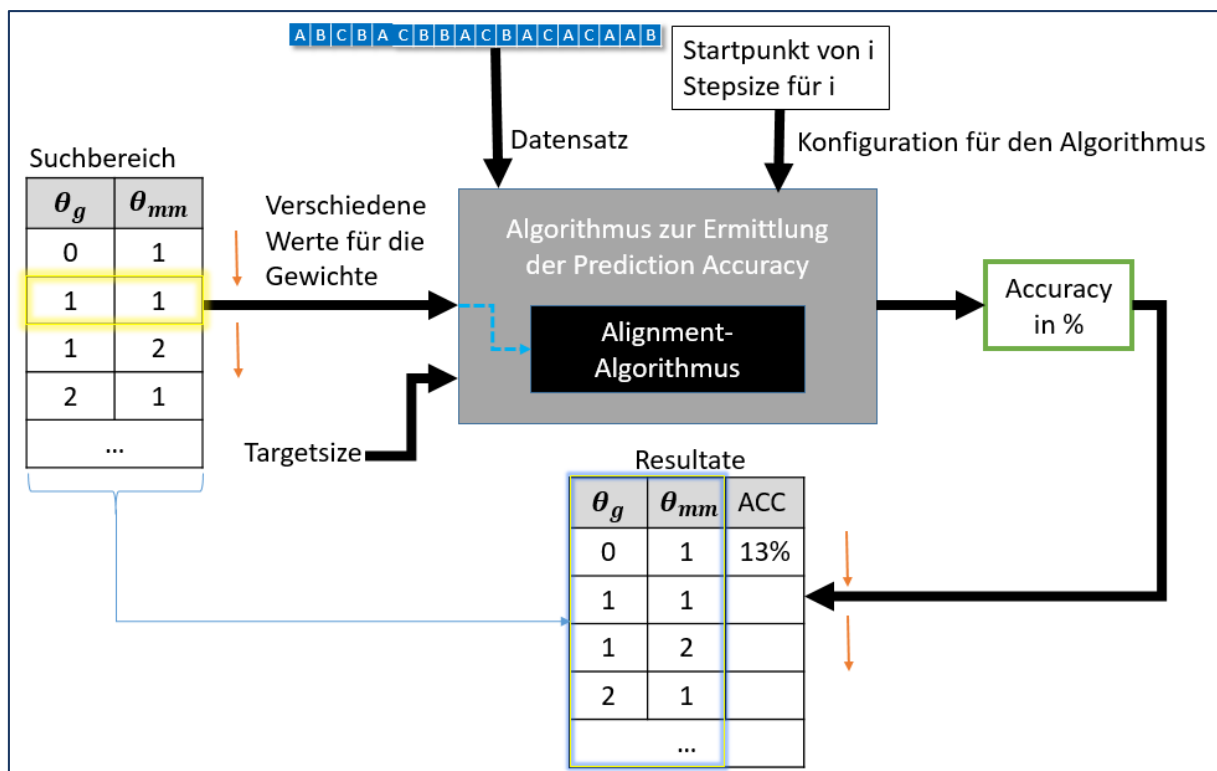 A B C B A C B B A C B A C A C A A B
Startpunkt von i
Stepsize für i
Datensatz
Konfiguration für den Algorithmus
Suchbereich
θg θmm
0 1
1 1
1 2
2 1
...
Verschiedene
Werte für die
Gewichte
Algorithmus zur Ermittlung
der Prediction Accuracy
Alignment-
Algorithmus
Accuracy
in %
Targetsize
Resultate
θg θmm ACC
0 1 13%
1 1
1 2
2 1
...